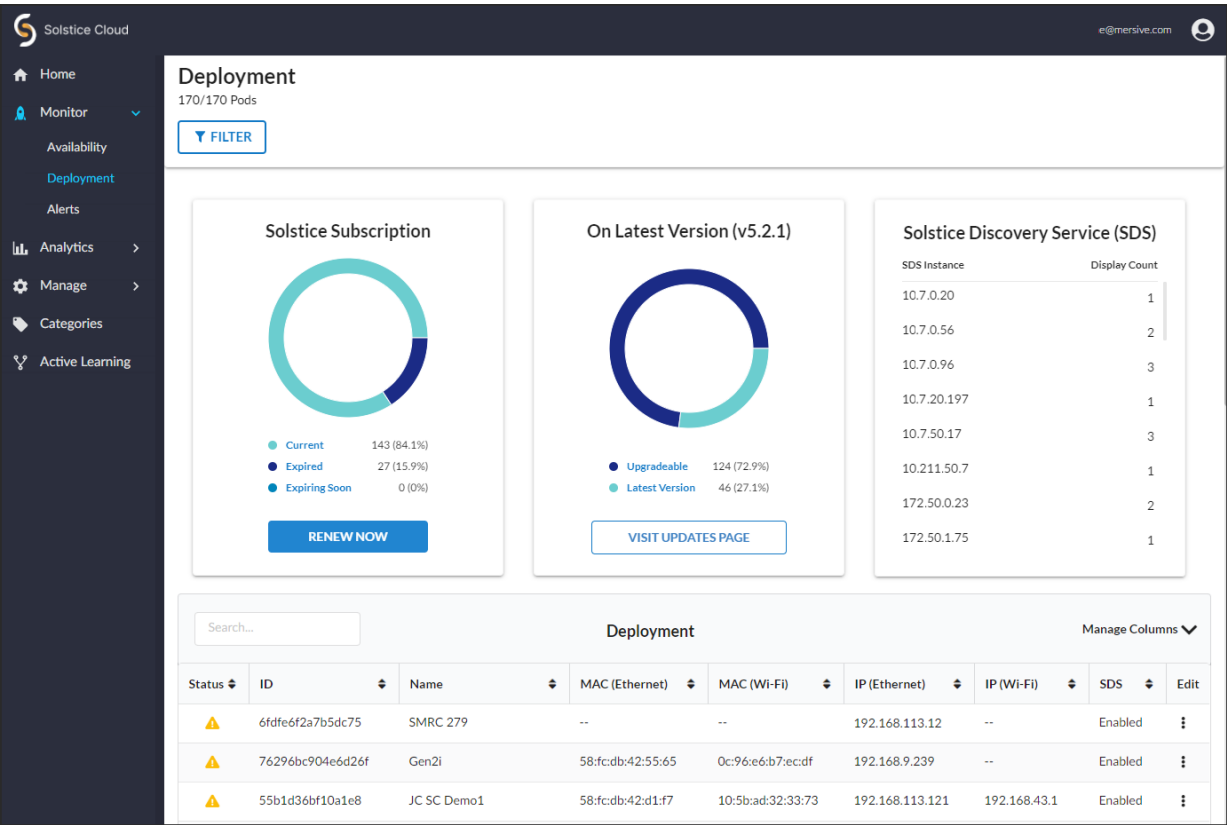 Solstice Cloud
e@mersive.com
Home
Monitor
Availability
Deployment
Alerts
Analytics
Manage
Categories
Active Learning
Deployment
170/170 Pods
FILTER
Solstice Subscription
Current 143 (84.1%)
Expired 27 (15.9%)
Expiring Soon 0 (0%)
RENEW NOW
On Latest Version (v5.2.1)
Upgradeable 124 (72.9%)
Latest Version 46 (27.1%)
VISIT UPDATES PAGE
Solstice Discovery Service (SDS)
SDS Instance Display Count
10.7.0.20 1
10.7.0.56 2
10.7.0.96 3
10.7.20.197 1
10.7.50.17 3
10.211.50.7 1
172.50.0.23 2
172.50.1.75 1
Search... Deployment Manage Columns
Status ID Name MAC (Ethernet) MAC (Wi-Fi) IP (Ethernet) IP (Wi-Fi) SDS Edit
6fdfe6f2a7b5dc75 SMRC 279 -- -- 192.168.113.12 -- Enabled
76296bc904e6d26f Gen2i 58:fc:db:42:55:65 0c:96:e6:b7:ec:df 192.168.9.239 -- Enabled
55b1d36bf10a1e8 JC SC Demo1 58:fc:db:42:d1:f7 10:5b:ad:32:33:73 192.168.113.121 192.168.43.1 Enabled